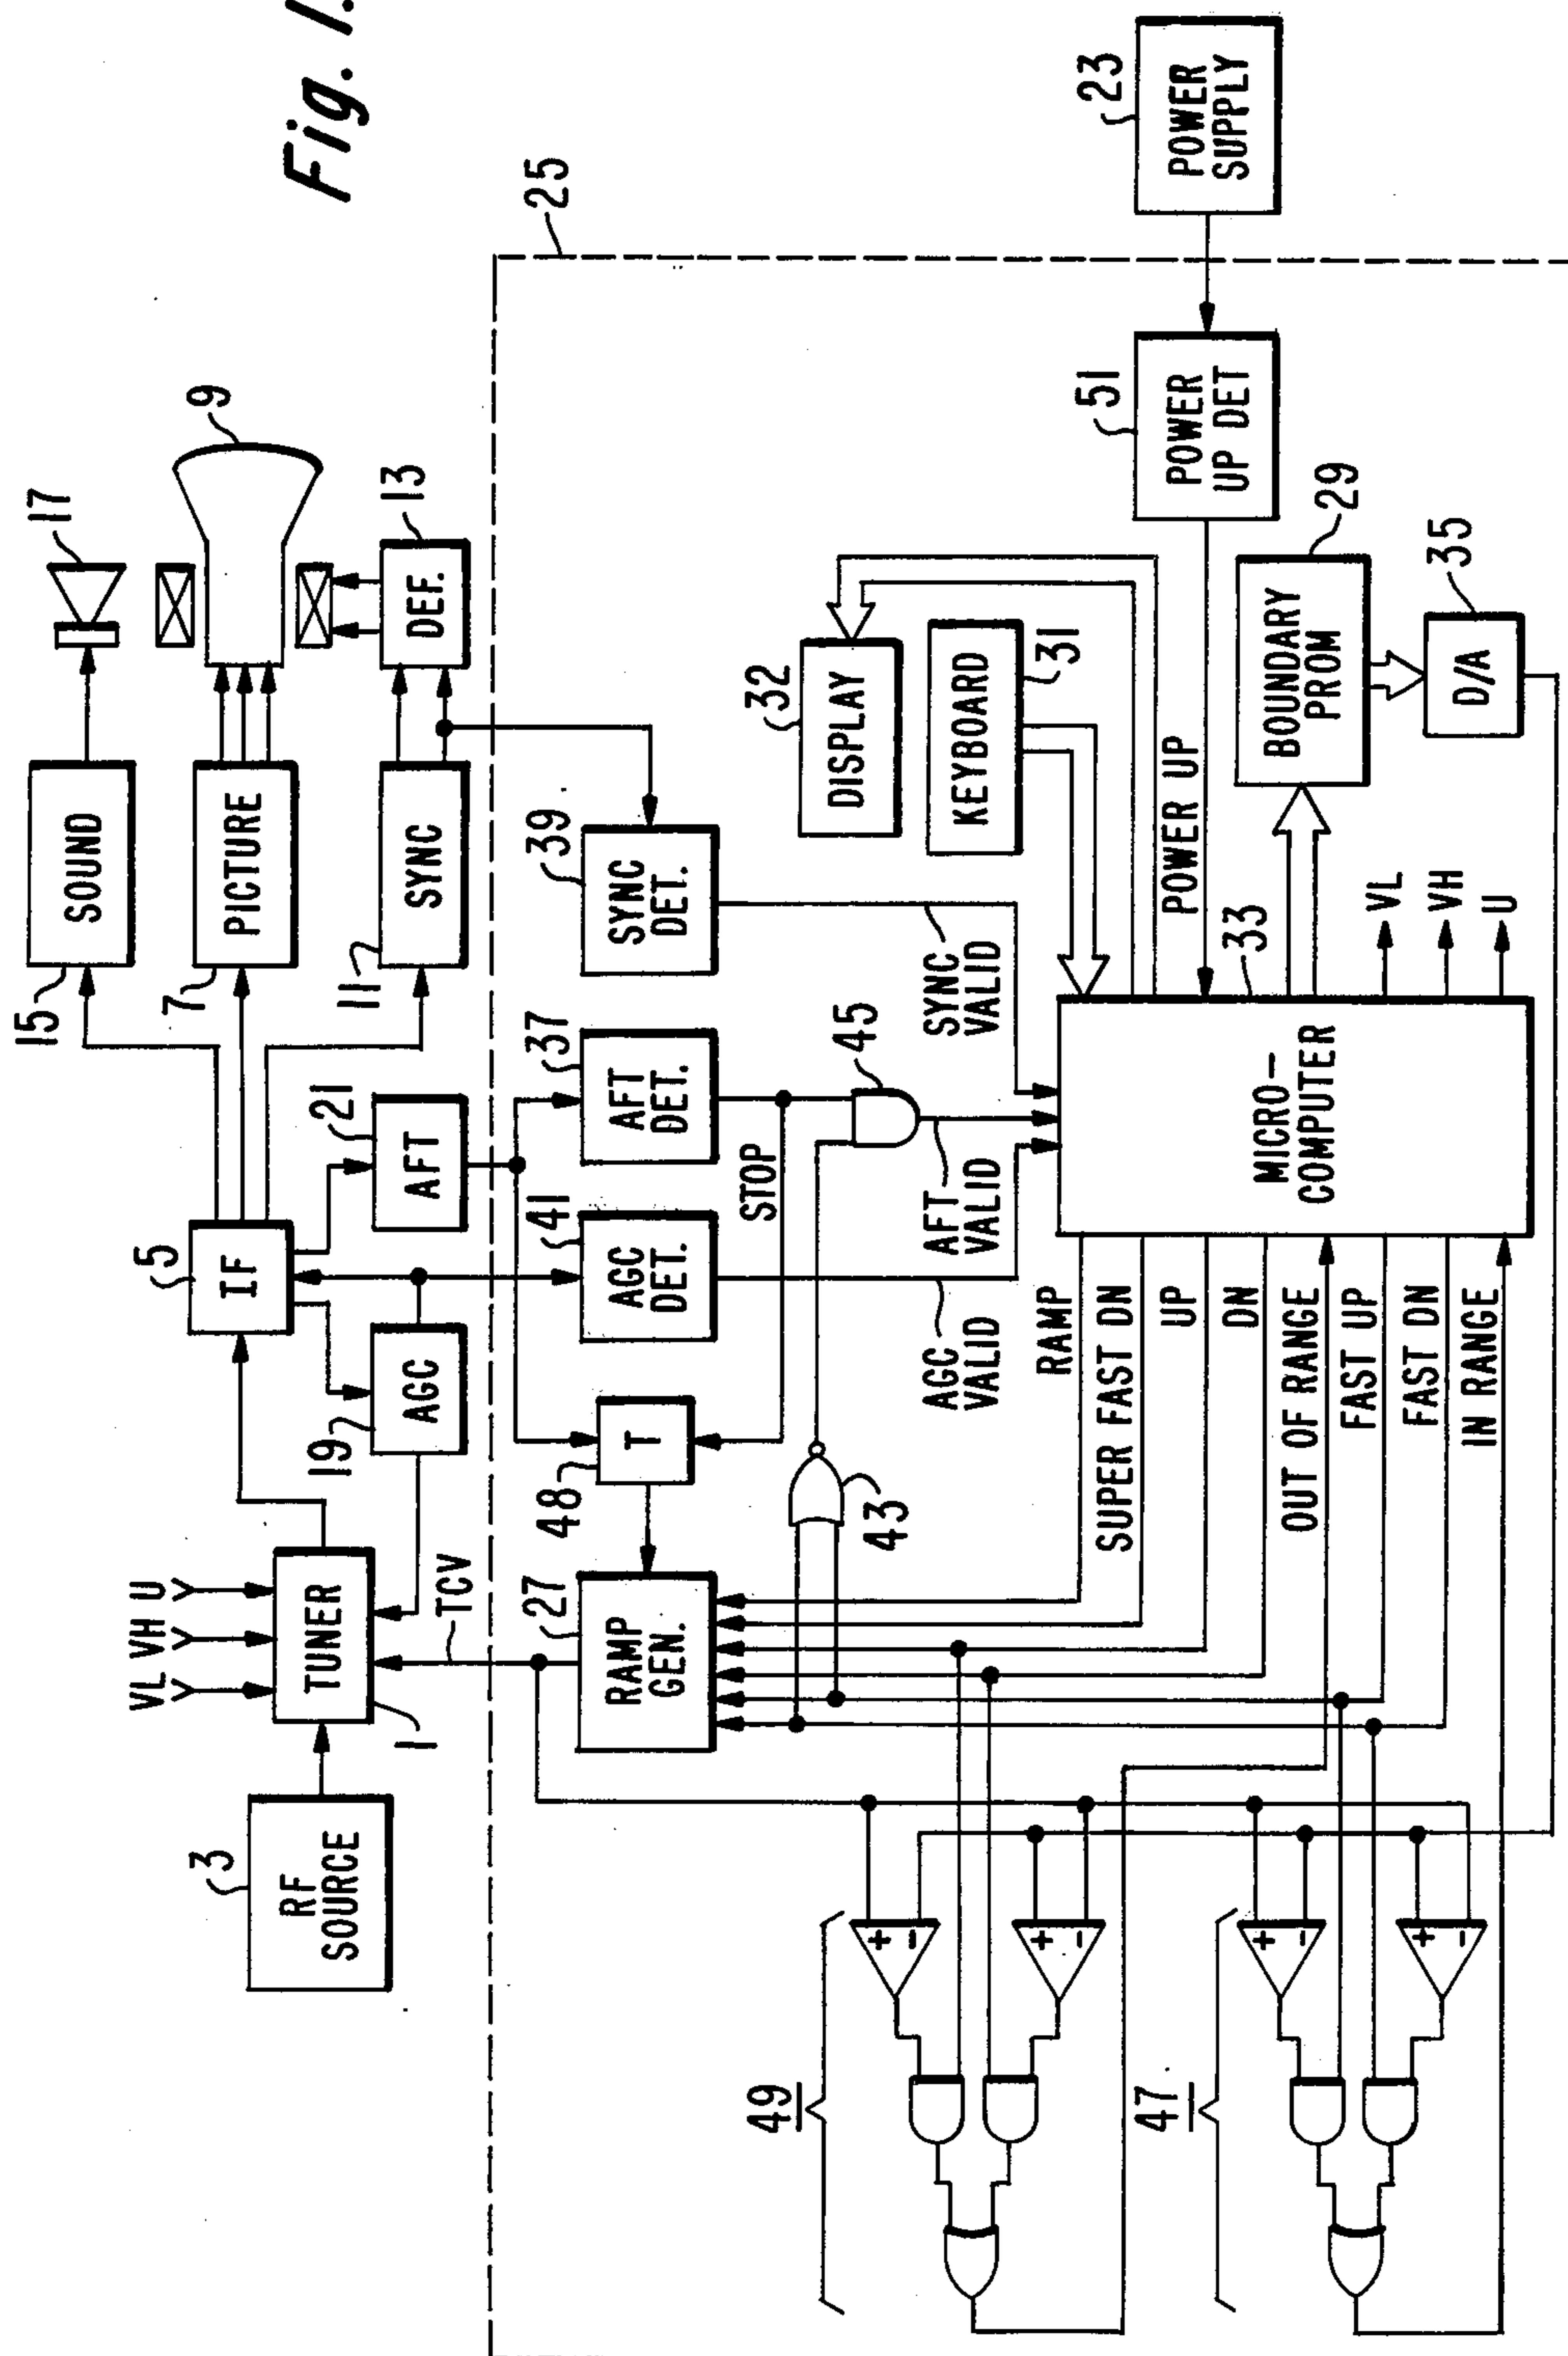 Fig. 1.
3
RF
SOURCE
VL
VH
U
TUNER
1
TCV
5
IF
19
AGC
21
AFT
15
SOUND
17
7
PICTURE
9
11
SYNC
13
DEF.
25
27
RAMP
GEN.
48
T
41
AGC
DET.
37
AFT
DET.
39
SYNC
DET.
STOP
43
45
AGC
VALID
AFT
VALID
SYNC
VALID
32
DISPLAY
KEYBOARD
31
POWER UP
51
POWER
UP DET
23
POWER
SUPPLY
33
MICRO-
COMPUTER
BOUNDARY
PROM
29
D/A
35
VL
VH
U
RAMP
SUPER FAST DN
UP
DN
OUT OF RANGE
FAST UP
FAST DN
IN RANGE
49
+
-
+
-
47
+
-
+
-